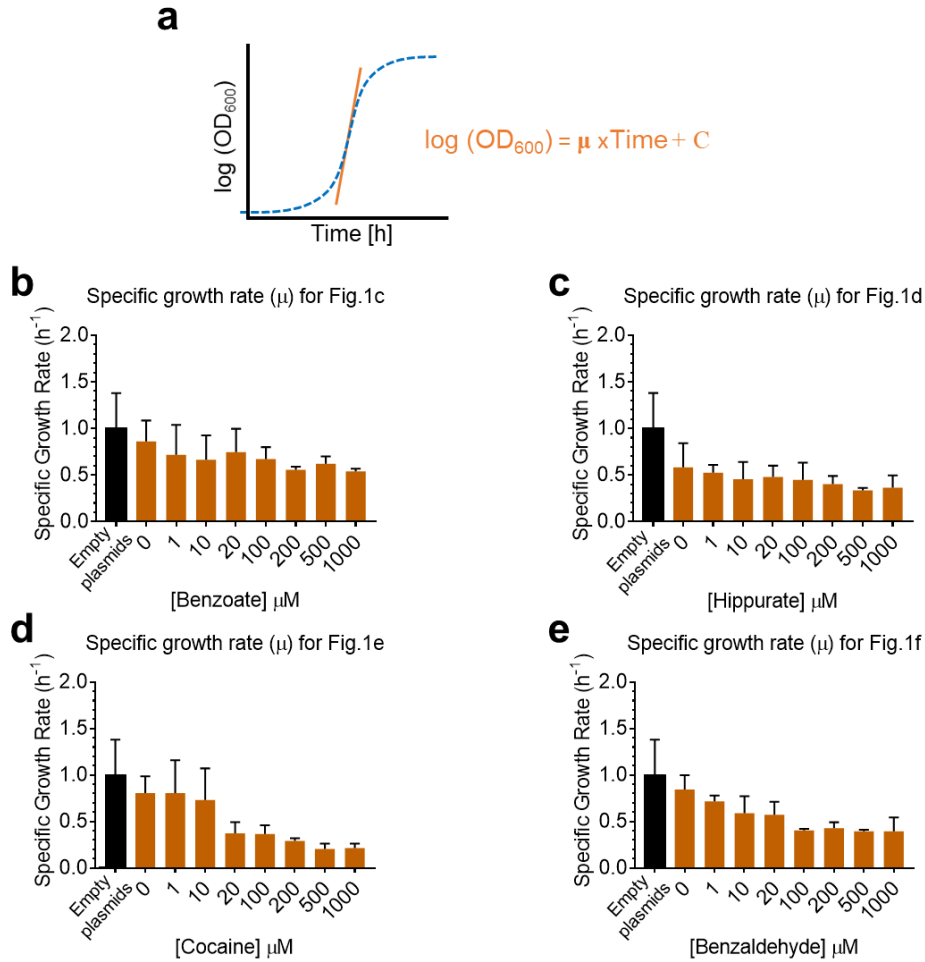 a
log (OD600)
log (OD600) = μ xTime + C
Time [h]
b
Specific growth rate (μ) for Fig.1c
Specific Growth Rate (h-1)
2.0
1.5
1.0
0.5
0.0
Empty
plasmids
0
1
10
20
100
200
500
1000
[Benzoate] μM
c
Specific growth rate (μ) for Fig.1d
Specific Growth Rate (h-1)
2.0
1.5
1.0
0.5
0.0
Empty
plasmids
0
1
10
20
100
200
500
1000
[Hippurate] μM
d
Specific growth rate (μ) for Fig.1e
Specific Growth Rate (h-1)
2.0
1.5
1.0
0.5
0.0
Empty
plasmids
0
1
10
20
100
200
500
1000
[Cocaine] μM
e
Specific growth rate (μ) for Fig.1f
Specific Growth Rate (h-1)
2.0
1.5
1.0
0.5
0.0
Empty
plasmids
0
1
10
20
100
200
500
1000
[Benzaldehyde] μM